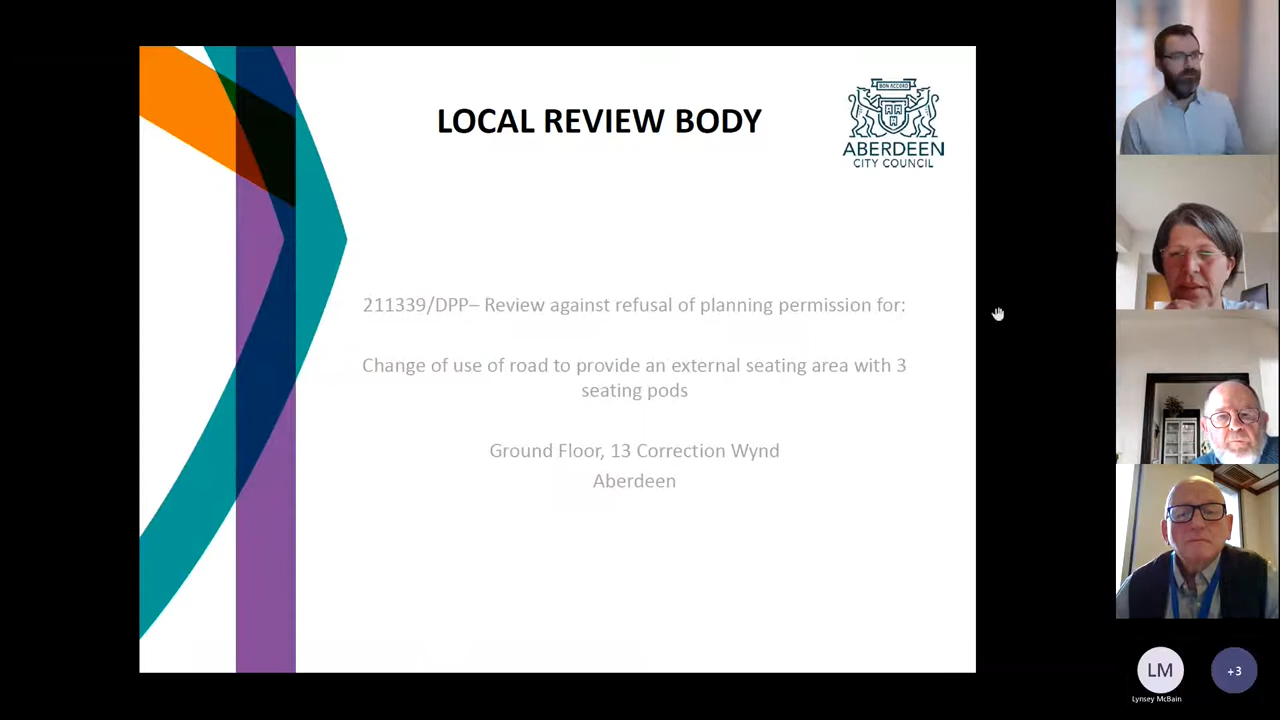 LOCAL REVIEW BODY
BON ACCORD
ABERDEEN
CITY COUNCIL
211339/DPP– Review against refusal of planning permission for:
Change of use of road to provide an external seating area with 3
seating pods
Ground Floor, 13 Correction Wynd
Aberdeen
LM
+3
Lynsey McBain